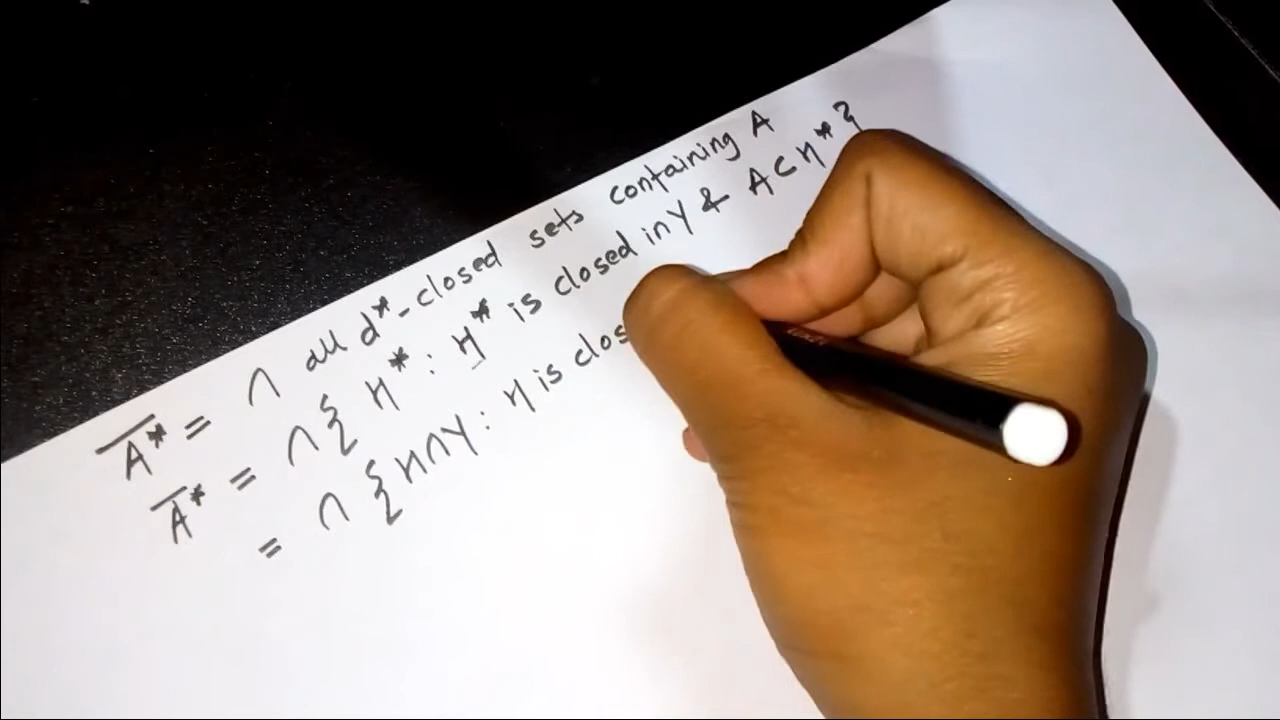 A̅* = ∩ all d*-closed sets containing A
A̅* = ∩ { H* : H* is closed in Y & A ⊂ H* }
= ∩ { H∩Y : H is clos